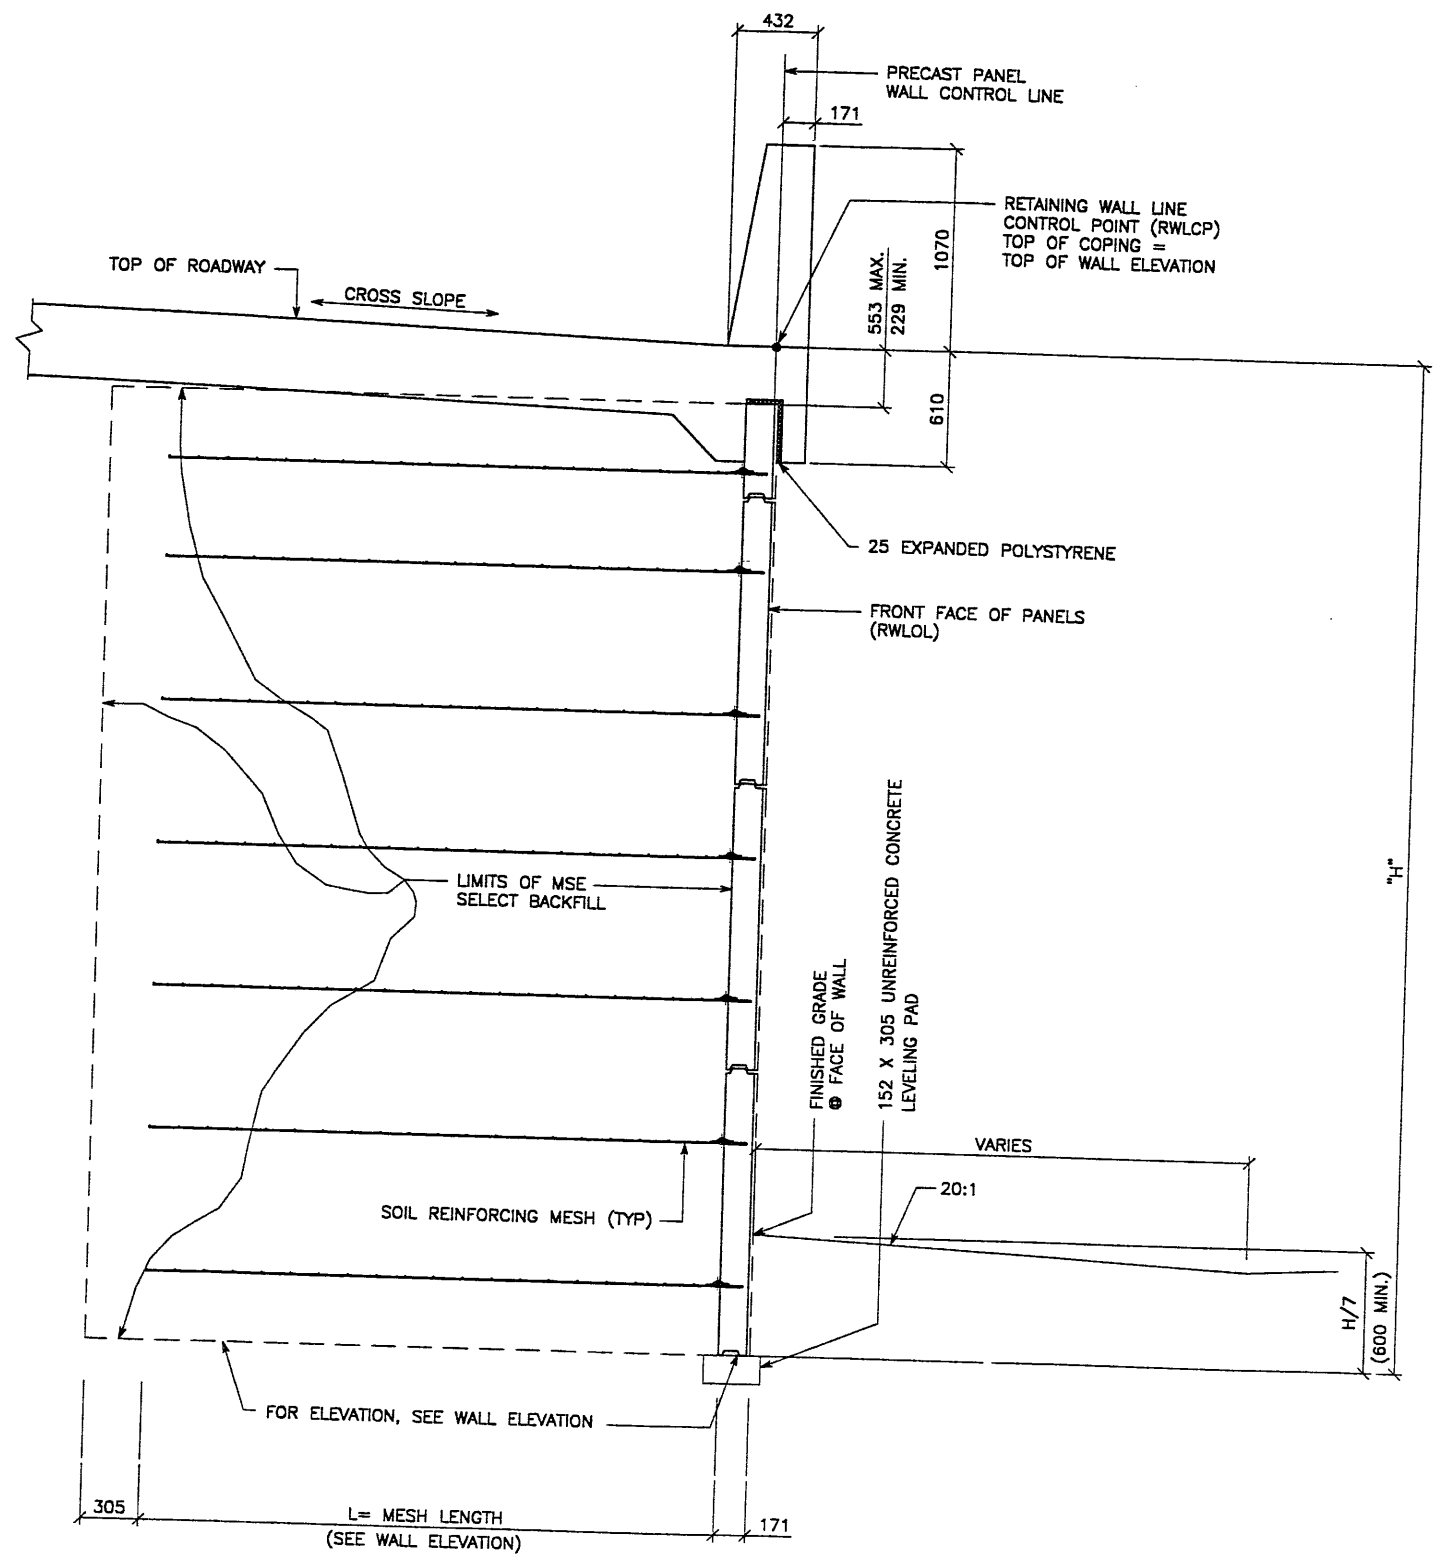 432
PRECAST PANEL
WALL CONTROL LINE
171
RETAINING WALL LINE
CONTROL POINT (RWLCP)
TOP OF COPING =
TOP OF WALL ELEVATION
1070
553 MAX.
229 MIN.
TOP OF ROADWAY
CROSS SLOPE
610
25 EXPANDED POLYSTYRENE
FRONT FACE OF PANELS
(RWLOL)
"H"
LIMITS OF MSE
SELECT BACKFILL
FINISHED GRADE
@ FACE OF WALL
152 X 305 UNREINFORCED CONCRETE
LEVELING PAD
VARIES
20:1
SOIL REINFORCING MESH (TYP)
H/7
(600 MIN.)
FOR ELEVATION, SEE WALL ELEVATION
305
L= MESH LENGTH
(SEE WALL ELEVATION)
171